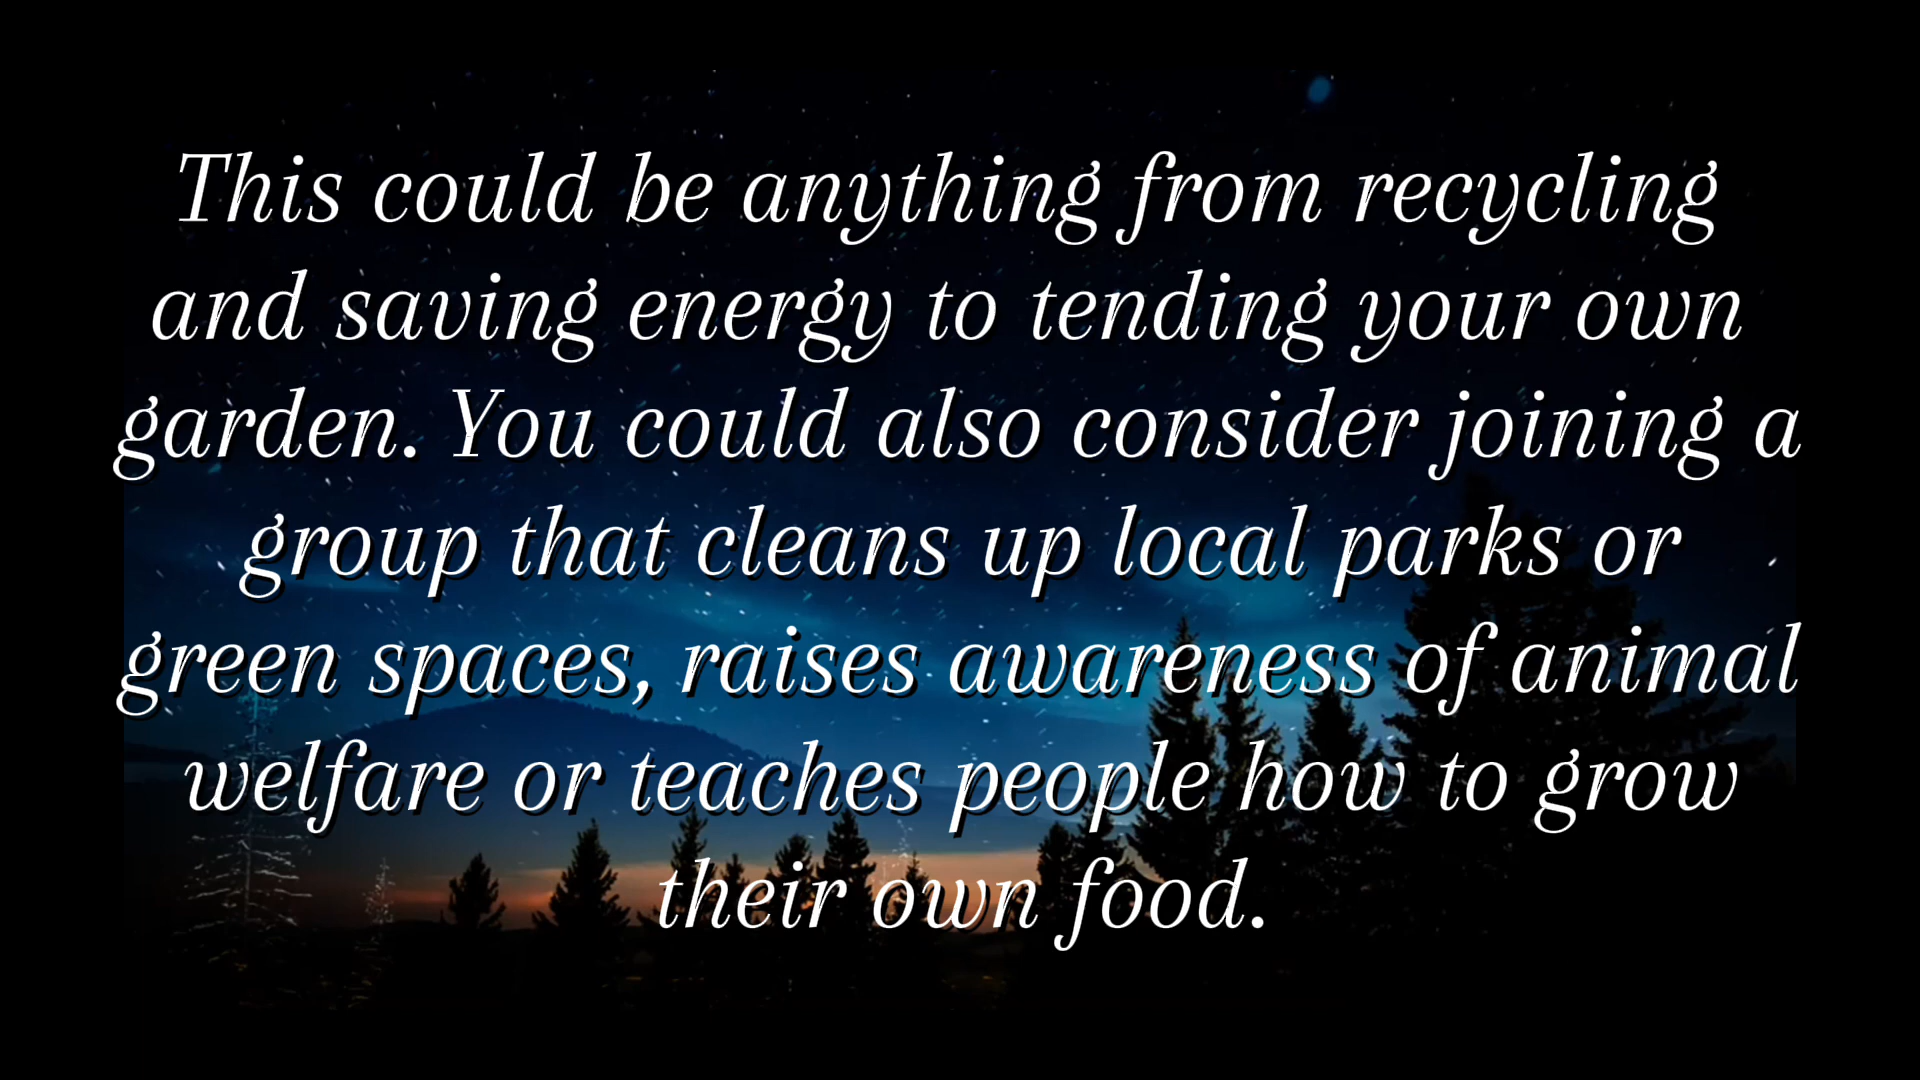 This could be anything from recycling
and saving energy to tending your own
garden. You could also consider joining a
group that cleans up local parks or
green spaces, raises awareness of animal
welfare or teaches people how to grow
their own food.